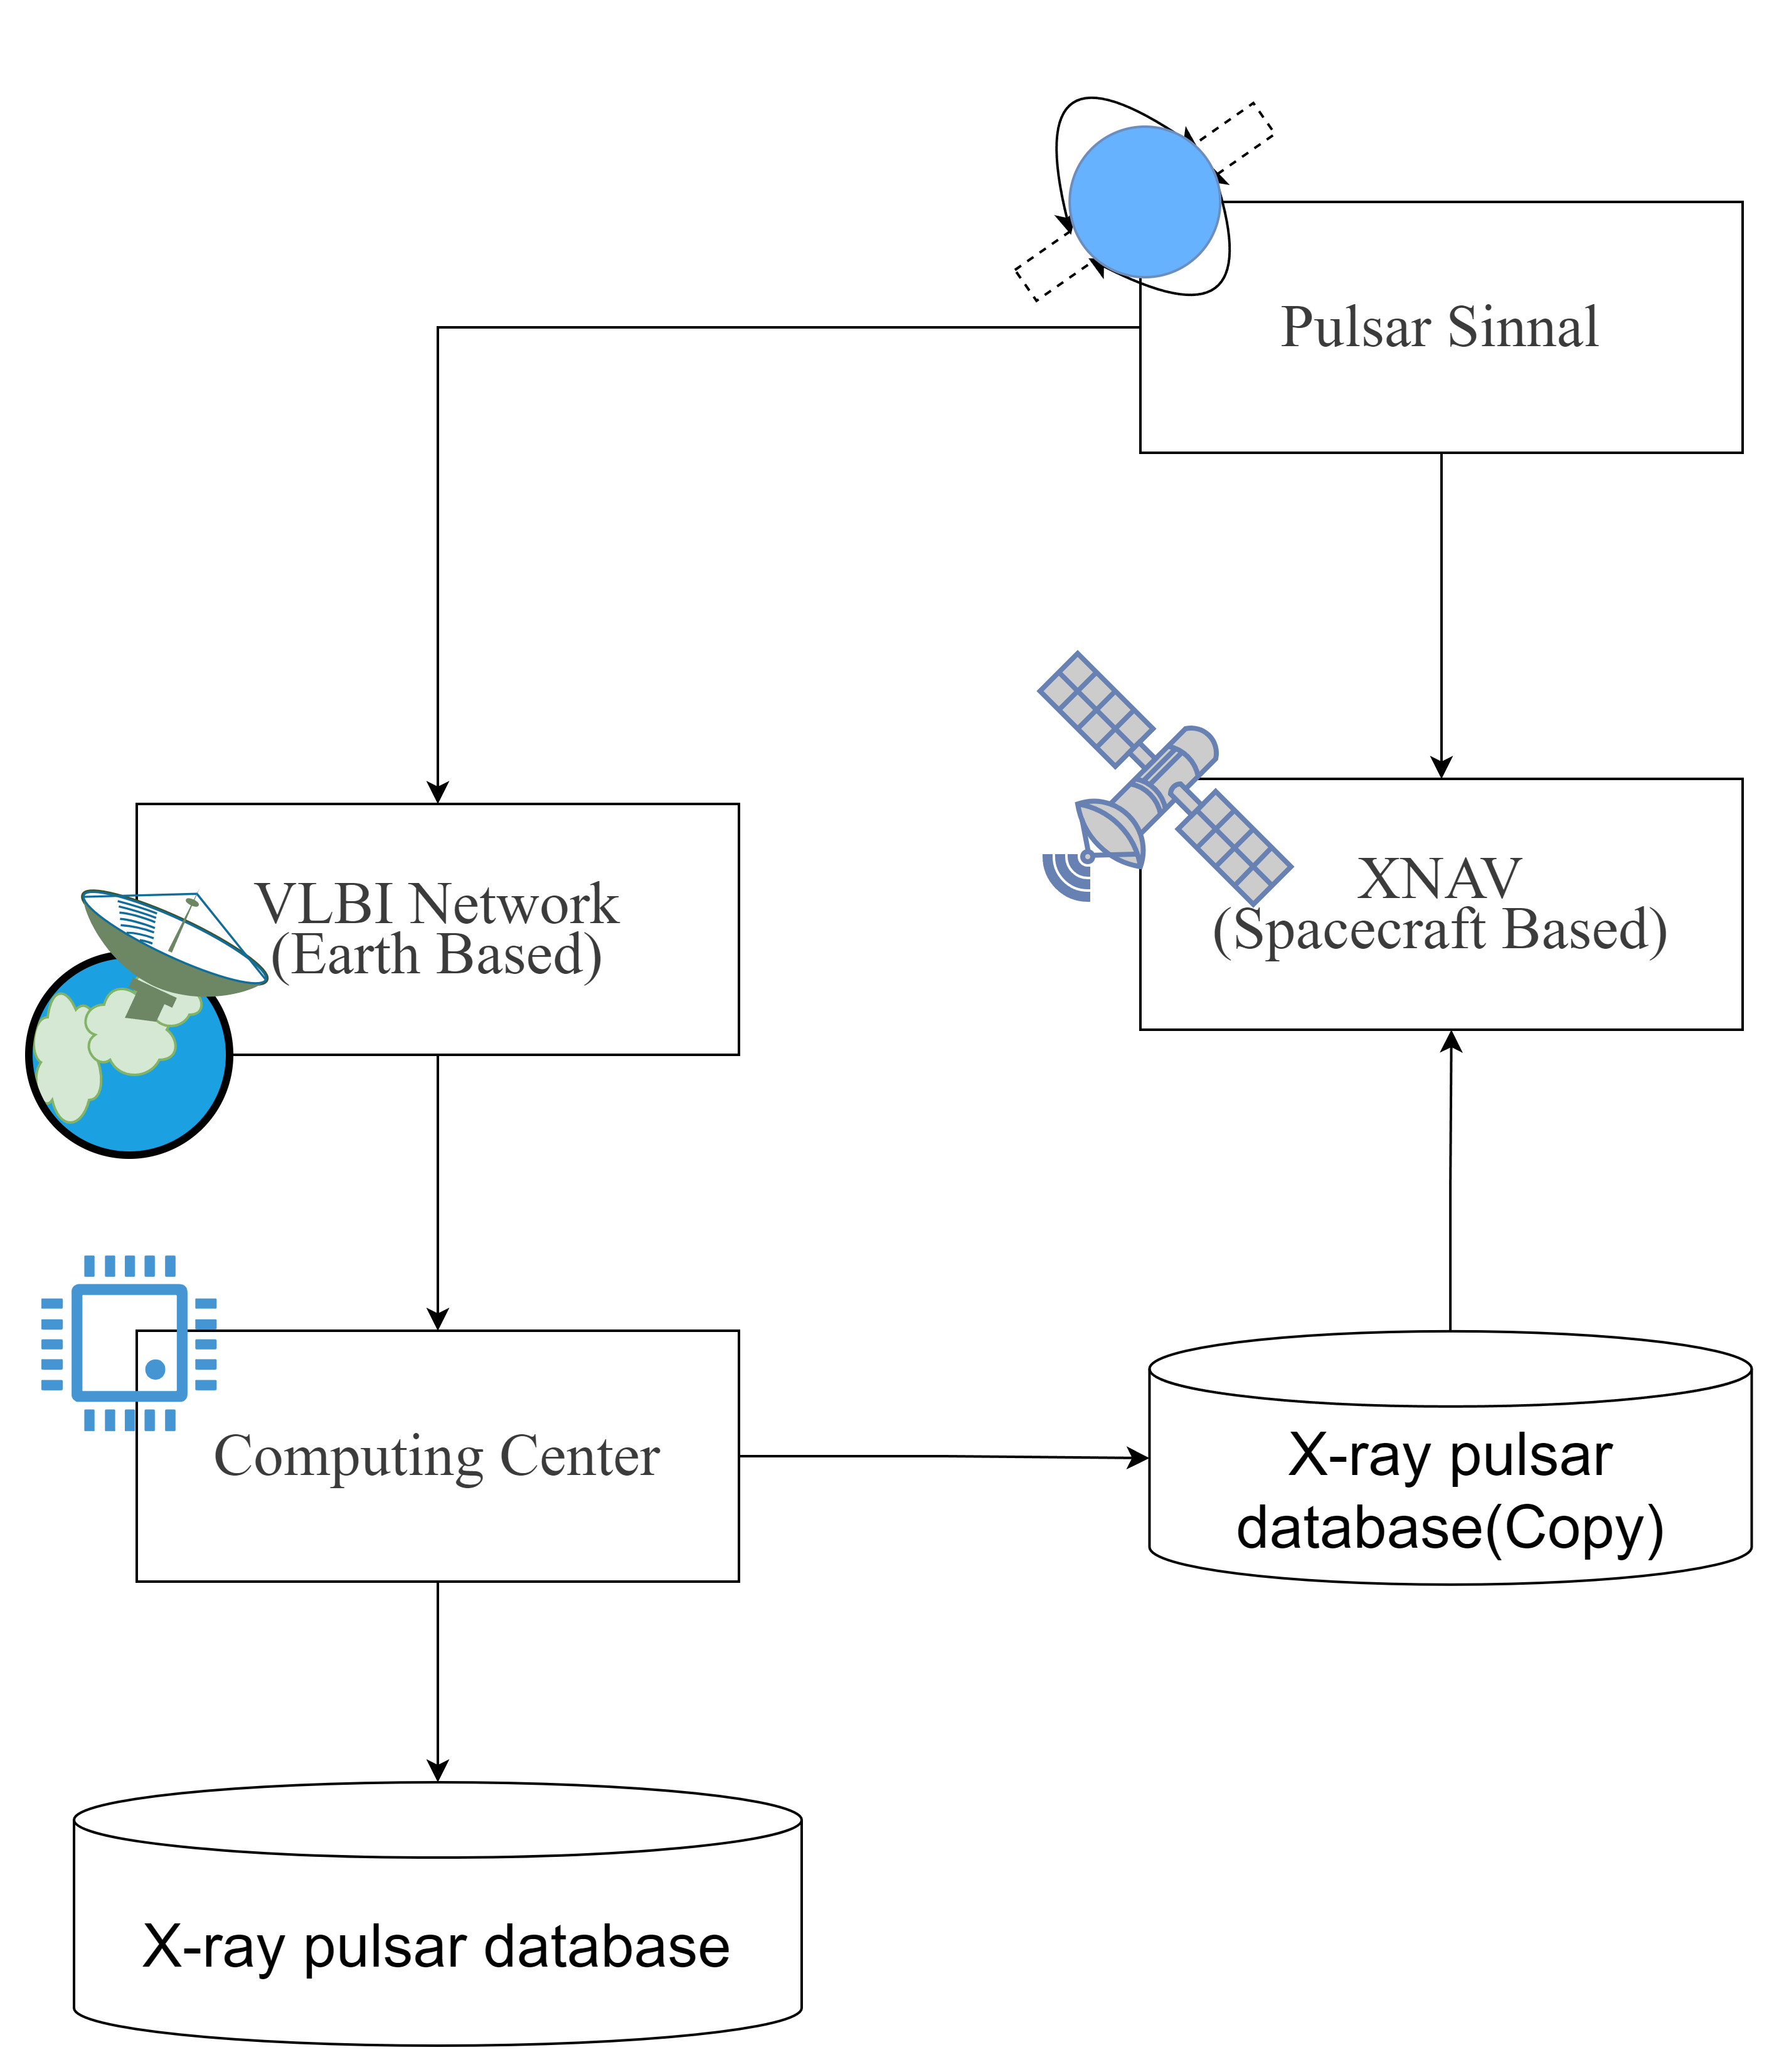 Pulsar Sinnal
VLBI Network
(Earth Based)
XNAV
(Spacecraft Based)
Computing Center
X-ray pulsar
database(Copy)
X-ray pulsar database